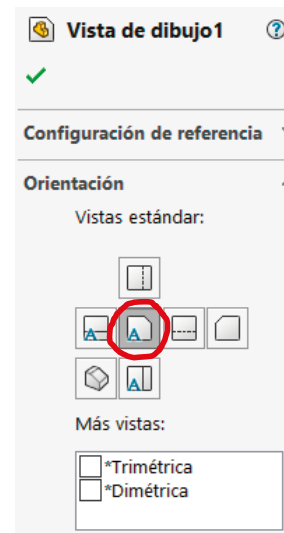 Vista de dibujo1
Configuración de referencia
Orientación
Vistas estándar:
A A
A
Más vistas:
*Trimétrica
*Dimétrica